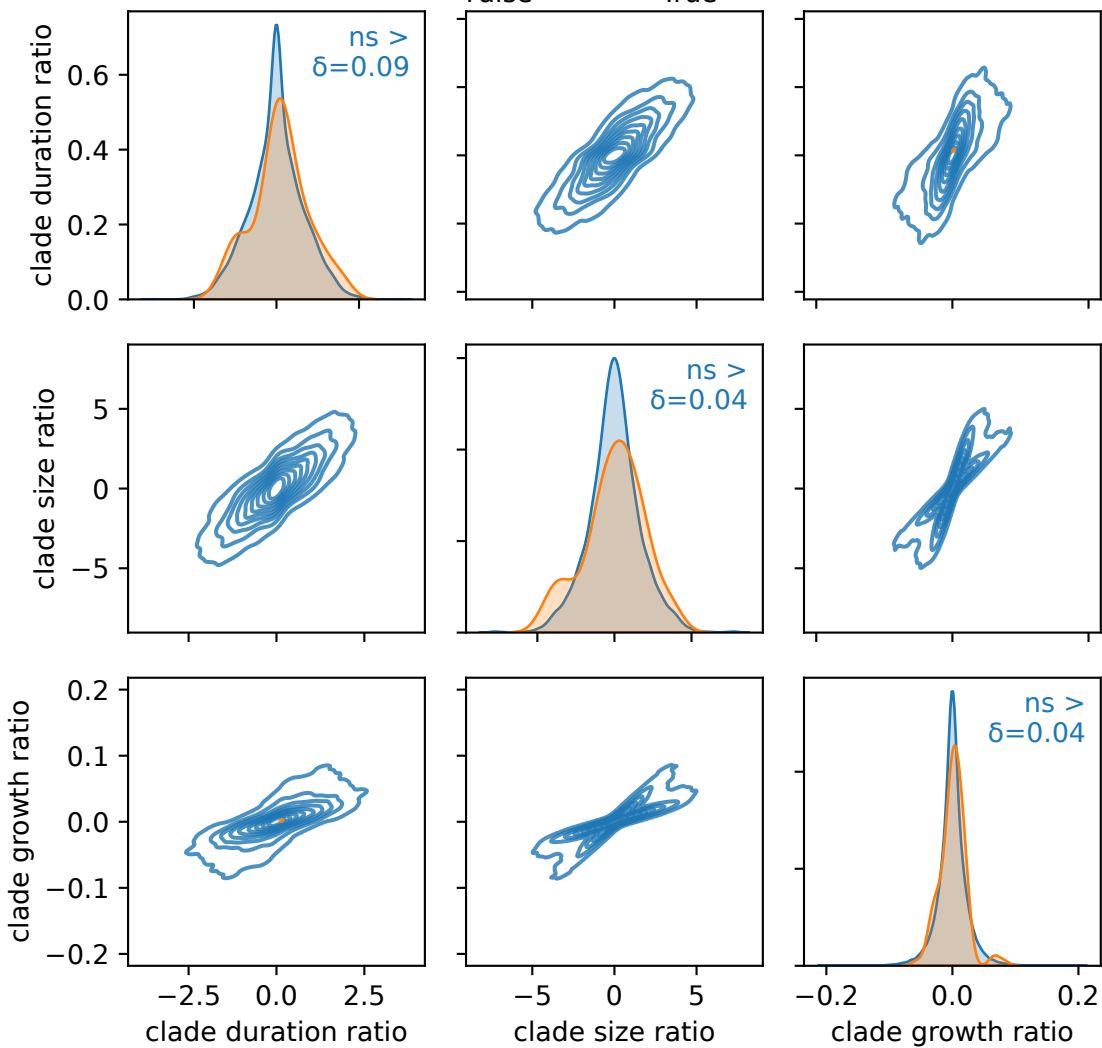 clade duration ratio
0.6
0.4
0.2
0.0
ns >
δ=0.09
clade size ratio
5
0
−5
ns >
δ=0.04
clade growth ratio
0.2
0.1
0.0
−0.1
−0.2
ns >
δ=0.04
−2.5 0.0 2.5
clade duration ratio
−5 0 5
clade size ratio
−0.2 0.0 0.2
clade growth ratio